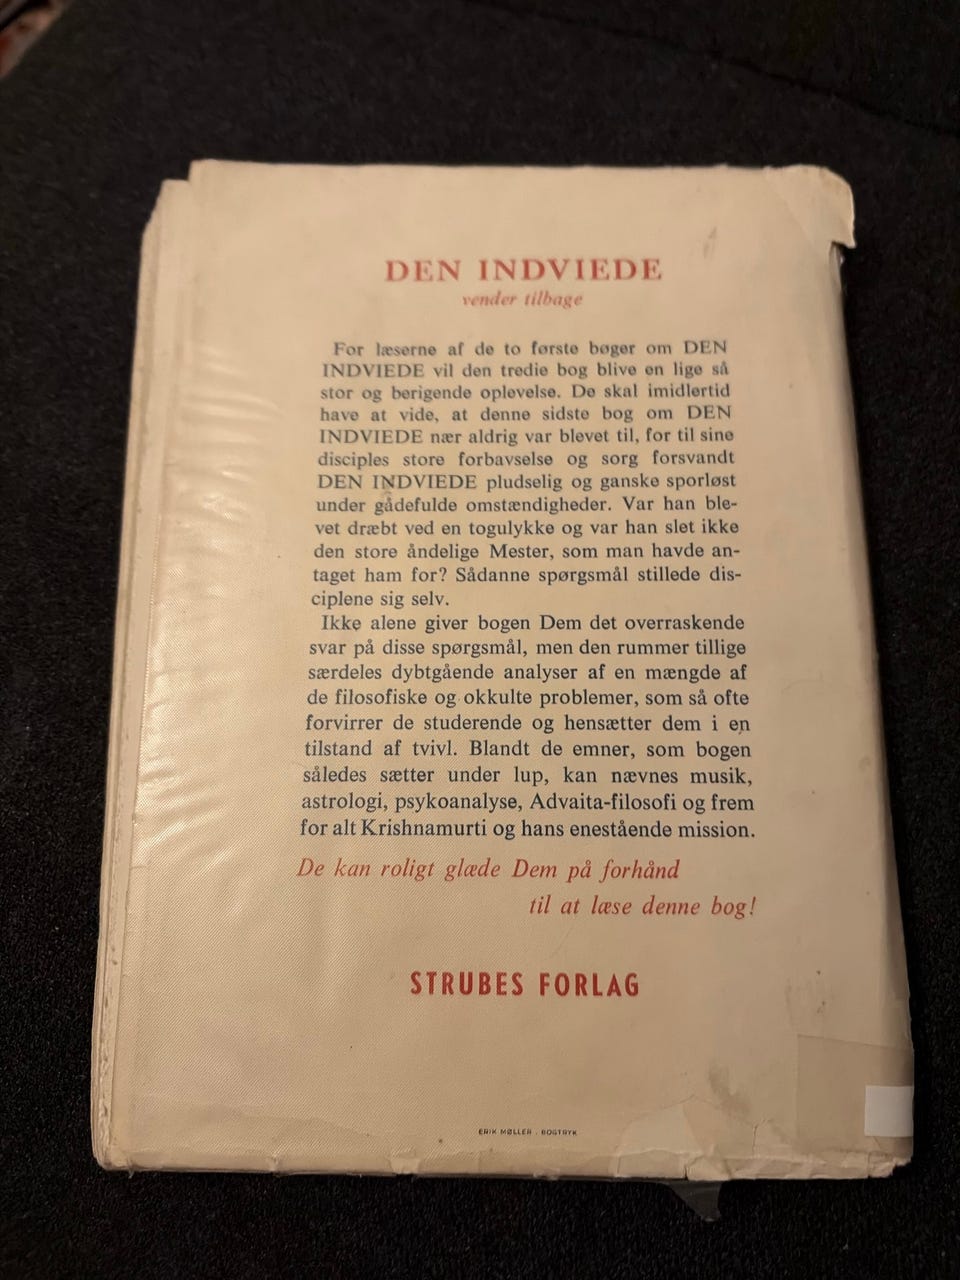 DEN INDVIEDE
vender tilbage
For læserne af de to første bøger om DEN
INDVIEDE vil den tredie bog blive en lige så
stor og berigende oplevelse. De skal imidlertid
have at vide, at denne sidste bog om DEN
INDVIEDE nær aldrig var blevet til, for til sine
disciples store forbavselse og sorg forsvandt
DEN INDVIEDE pludselig og ganske sporløst
under gådefulde omstændigheder. Var han ble-
vet dræbt ved en togulykke og var han slet ikke
den store åndelige Mester, som man havde an-
taget ham for? Sådanne spørgsmål stillede dis-
ciplene sig selv.
Ikke alene giver bogen Dem det overraskende
svar på disse spørgsmål, men den rummer tillige
særdeles dybtgående analyser af en mængde af
de filosofiske og okkulte problemer, som så ofte
forvirrer de studerende og hensætter dem i en
tilstand af tvivl. Blandt de emner, som bogen
således sætter under lup, kan nævnes musik,
astrologi, psykoanalyse, Advaita-filosofi og frem
for alt Krishnamurti og hans enestående mission.
De kan roligt glæde Dem på forhånd
til at læse denne bog!
STRUBES FORLAG
ERIK MØLLER . BOGTRYK